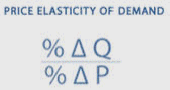 PRICE ELASTICITY OF DEMAND
% Δ Q
% Δ P